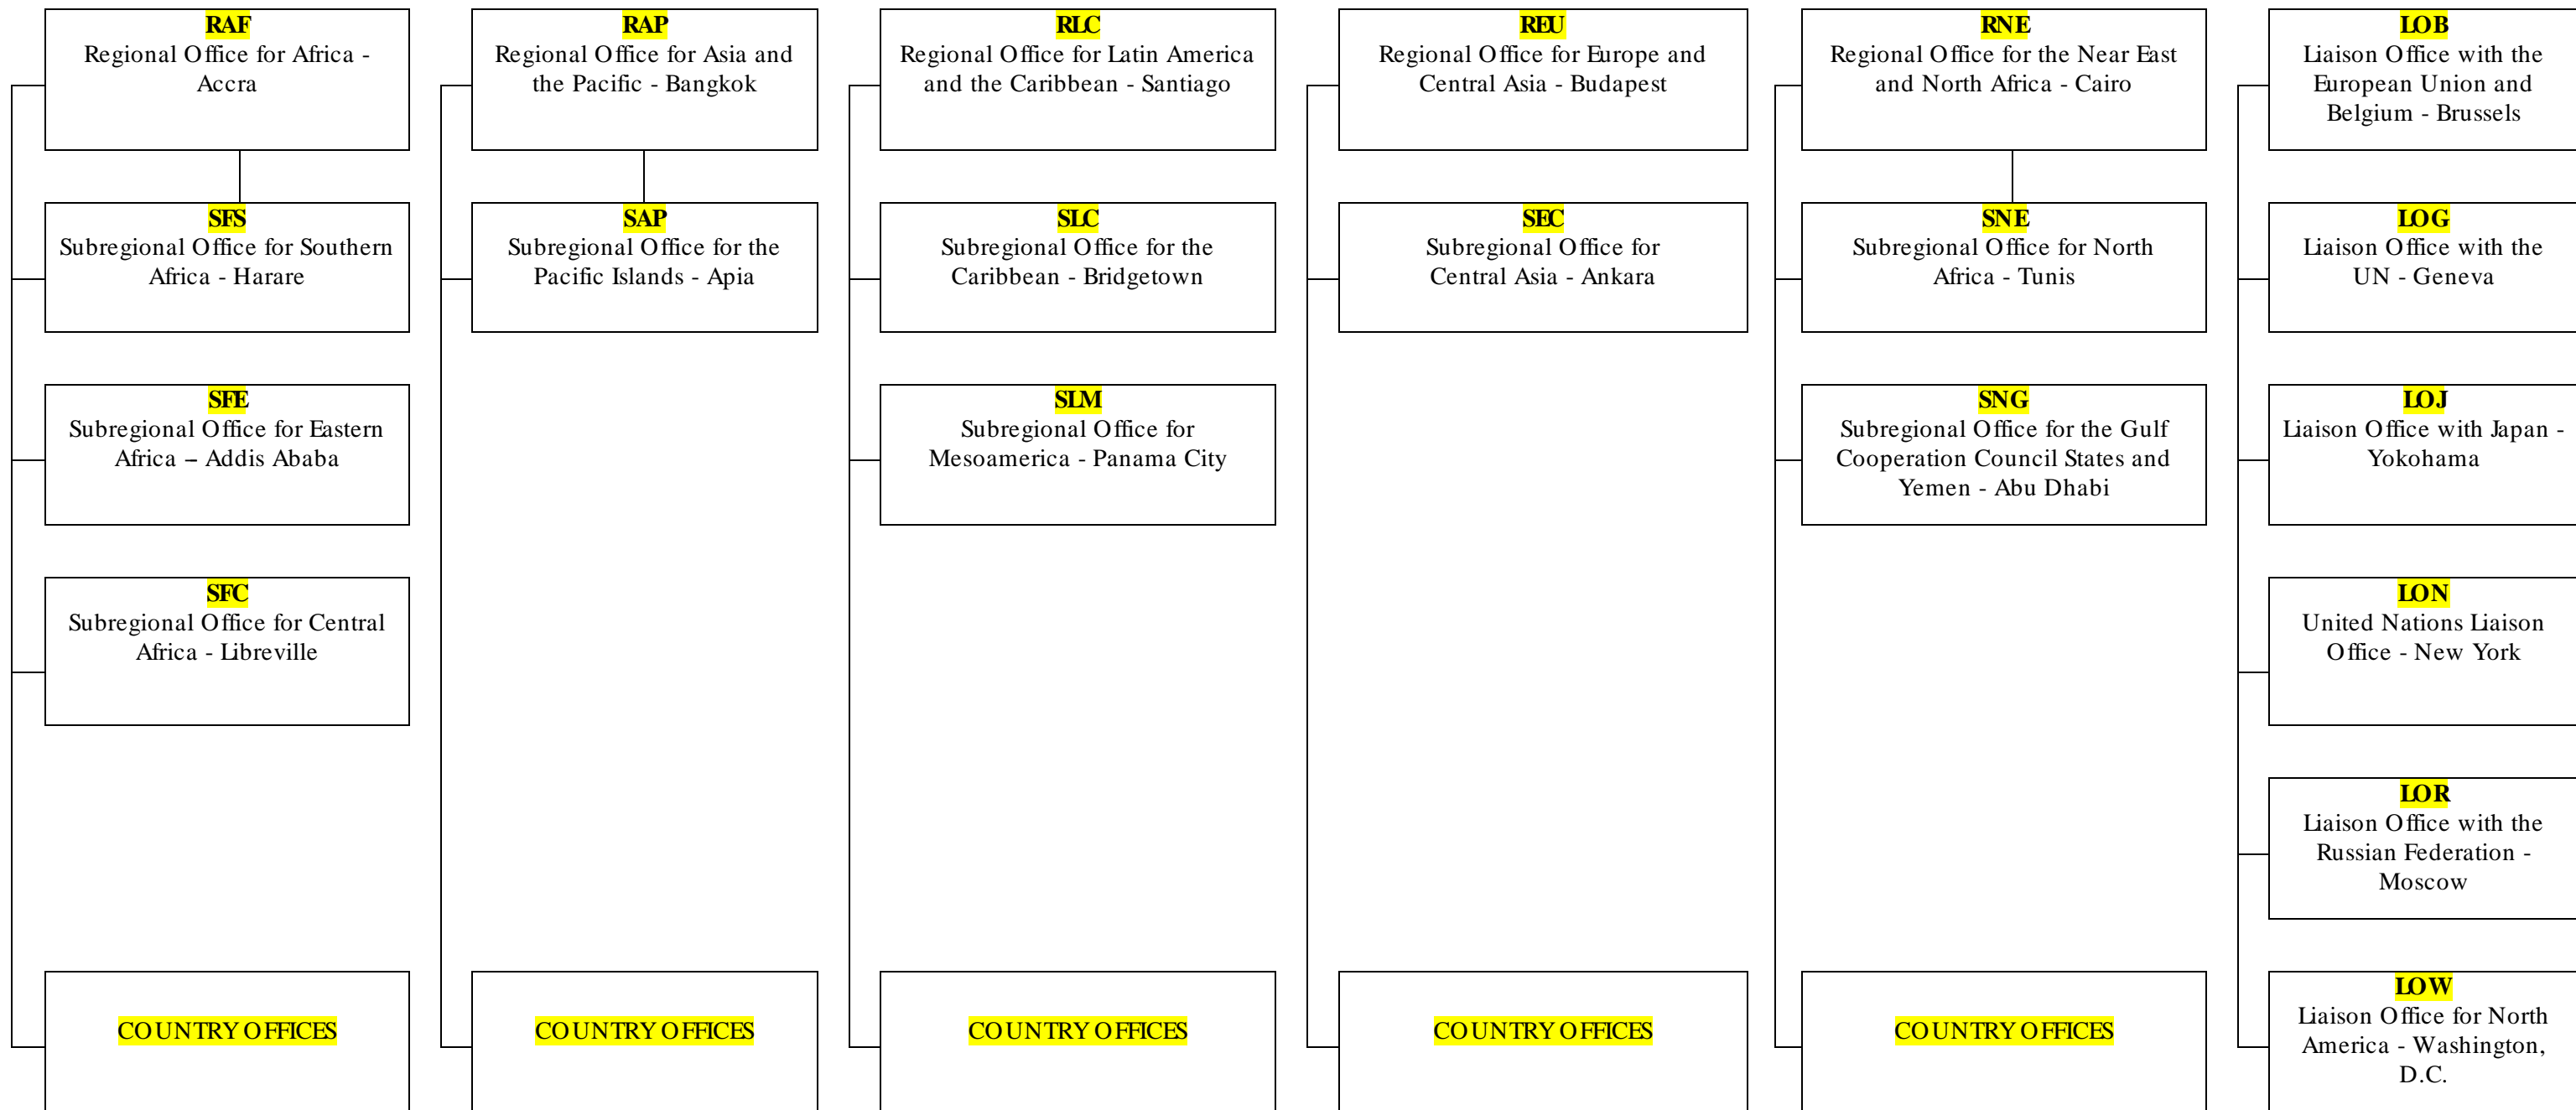 RAF
Regional Office for Africa -
Accra
SFS
Subregional Office for Southern
Africa - Harare
SFE
Subregional Office for Eastern
Africa – Addis Ababa
SFC
Subregional Office for Central
Africa - Libreville
COUNTRY OFFICES
RAP
Regional Office for Asia and
the Pacific - Bangkok
SAP
Subregional Office for the
Pacific Islands - Apia
COUNTRY OFFICES
RLC
Regional Office for Latin America
and the Caribbean - Santiago
SLC
Subregional Office for the
Caribbean - Bridgetown
SLM
Subregional Office for
Mesoamerica - Panama City
COUNTRY OFFICES
REU
Regional Office for Europe and
Central Asia - Budapest
SEC
Subregional Office for
Central Asia - Ankara
COUNTRY OFFICES
RNE
Regional Office for the Near East
and North Africa - Cairo
SNE
Subregional Office for North
Africa - Tunis
SNG
Subregional Office for the Gulf
Cooperation Council States and
Yemen - Abu Dhabi
COUNTRY OFFICES
LOB
Liaison Office with the
European Union and
Belgium - Brussels
LOG
Liaison Office with the
UN - Geneva
LOJ
Liaison Office with Japan -
Yokohama
LON
United Nations Liaison
Office - New York
LOR
Liaison Office with the
Russian Federation -
Moscow
LOW
Liaison Office for North
America - Washington,
D.C.